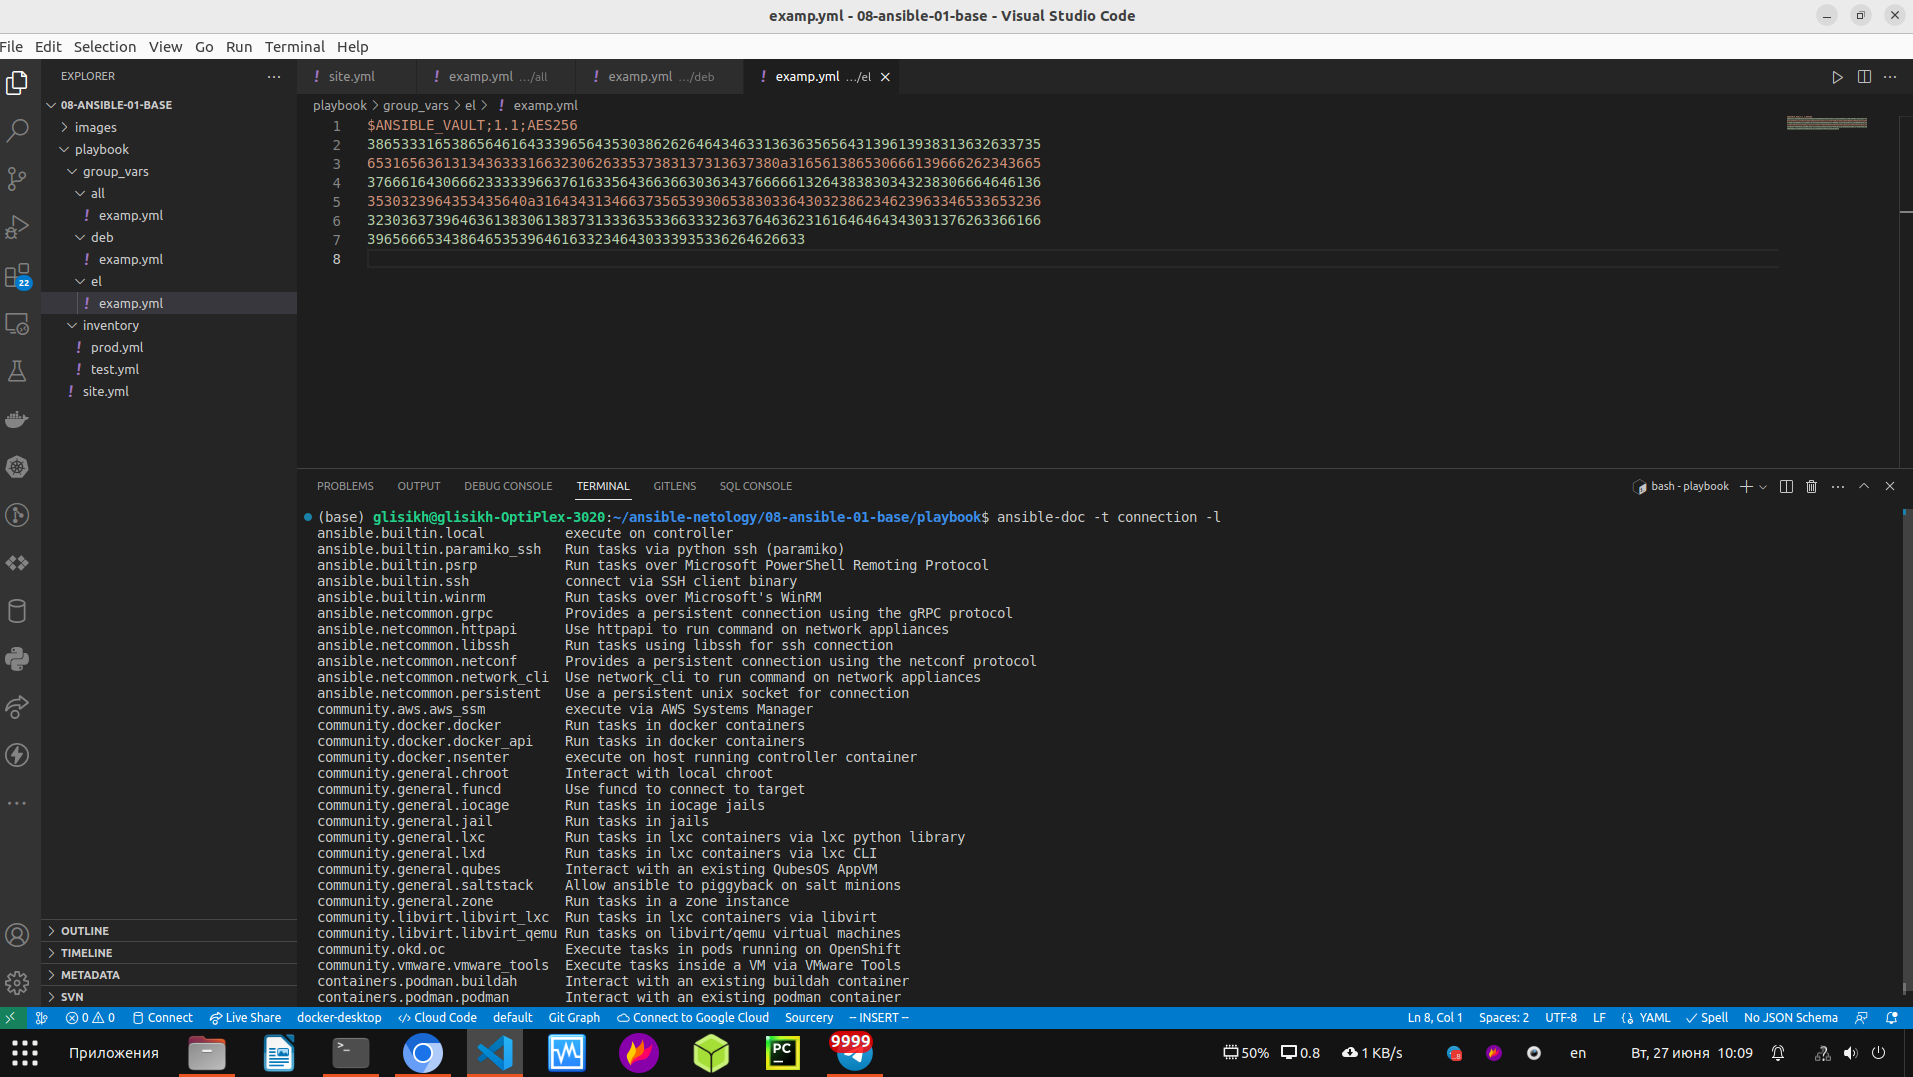 examp.yml - 08-ansible-01-base - Visual Studio Code
File Edit Selection View Go Run Terminal Help
EXPLORER
08-ANSIBLE-01-BASE
images
playbook
group_vars
all
examp.yml
deb
examp.yml
el
examp.yml
inventory
prod.yml
test.yml
site.yml
OUTLINE
TIMELINE
METADATA
SVN
22
site.yml
examp.yml .../all
examp.yml .../deb
examp.yml .../el
playbook > group_vars > el > ! examp.yml
1 $ANSIBLE_VAULT;1.1;AES256
2
3
4
5
6
7
8
PROBLEMS OUTPUT DEBUG CONSOLE TERMINAL GITLENS SQL CONSOLE
bash - playbook
(base) glisikh@glisikh-OptiPlex-3020:~/ansible-netology/08-ansible-01-base/playbook$ ansible-doc -t connection -l
ansible.builtin.local execute on controller
ansible.builtin.paramiko_ssh Run tasks via python ssh (paramiko)
ansible.builtin.psrp Run tasks over Microsoft PowerShell Remoting Protocol
ansible.builtin.ssh connect via SSH client binary
ansible.builtin.winrm Run tasks over Microsoft's WinRM
ansible.netcommon.grpc Provides a persistent connection using the gRPC protocol
ansible.netcommon.httpapi Use httpapi to run command on network appliances
ansible.netcommon.libssh Run tasks using libssh for ssh connection
ansible.netcommon.netconf Provides a persistent connection using the netconf protocol
ansible.netcommon.network_cli Use network_cli to run command on network appliances
ansible.netcommon.persistent Use a persistent unix socket for connection
community.aws.aws_ssm execute via AWS Systems Manager
community.docker.docker Run tasks in docker containers
community.docker.docker_api Run tasks in docker containers
community.docker.nsenter execute on host running controller container
community.general.chroot Interact with local chroot
community.general.funcd Use funcd to connect to target
community.general.iocage Run tasks in iocage jails
community.general.jail Run tasks in jails
community.general.lxc Run tasks in lxc containers via lxc python library
community.general.lxd Run tasks in lxc containers via lxc CLI
community.general.qubes Interact with an existing QubesOS AppVM
community.general.saltstack Allow ansible to piggyback on salt minions
community.general.zone Run tasks in a zone instance
community.libvirt.libvirt_lxc Run tasks in lxc containers via libvirt
community.libvirt.libvirt_qemu Run tasks on libvirt/qemu virtual machines
community.okd.oc Execute tasks in pods running on OpenShift
community.vmware.vmware_tools Execute tasks inside a VM via VMware Tools
containers.podman.buildah Interact with an existing buildah container
containers.podman.podman Interact with an existing podman container
0 0 Connect Live Share docker-desktop Cloud Code default Git Graph Connect to Google Cloud Sourcery -- INSERT --
Ln 8, Col 1 Spaces: 2 UTF-8 LF YAML Spell No JSON Schema
Приложения
PC
9999
50% 0.8 1 KB/s
8
en
Вт, 27 июня 10:09